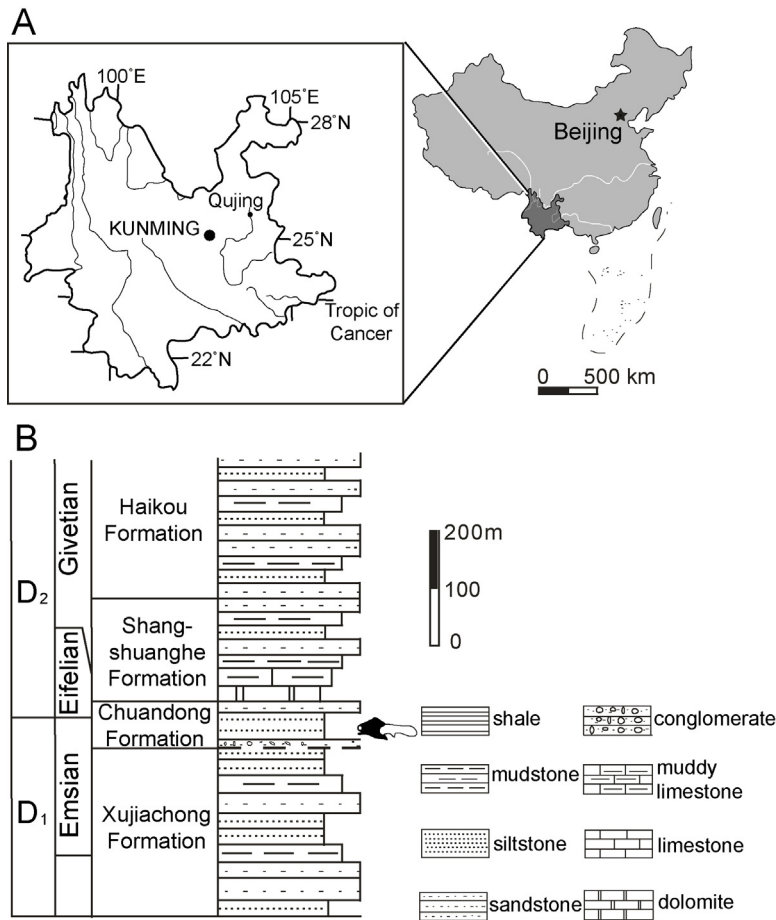 A
100°E
105°E
28°N
Qujing
KUNMING
25°N
Tropic of
Cancer
22°N
Beijing
0 500 km
B
D₂
Givetian
Eifelian
D₁
Emsian
Haikou
Formation
Shang-
shuanghe
Formation
Chuandong
Formation
Xujiachong
Formation
200m
100
0
shale
conglomerate
mudstone
muddy
limestone
siltstone
limestone
sandstone
dolomite